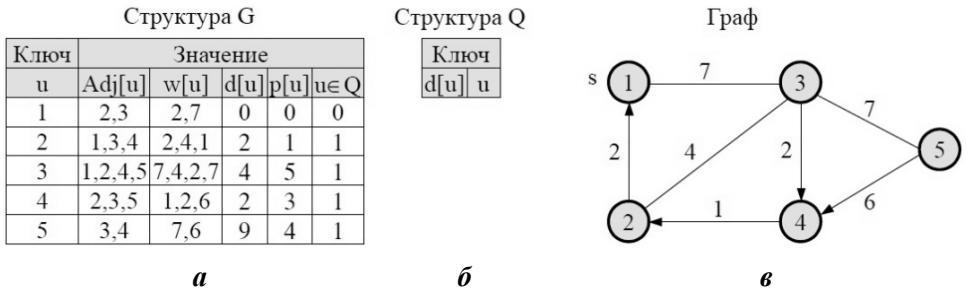 Структура G
Ключ Значение
u Adj[u] w[u] d[u] p[u] u∈Q
1 2,3 2,7 0 0 0
2 1,3,4 2,4,1 2 1 1
3 1,2,4,5 7,4,2,7 4 5 1
4 2,3,5 1,2,6 2 3 1
5 3,4 7,6 9 4 1
а
Структура Q
Ключ
d[u] u
б
Граф
s 1 7 3
7
5
2 4 2
6
2 1 4
в